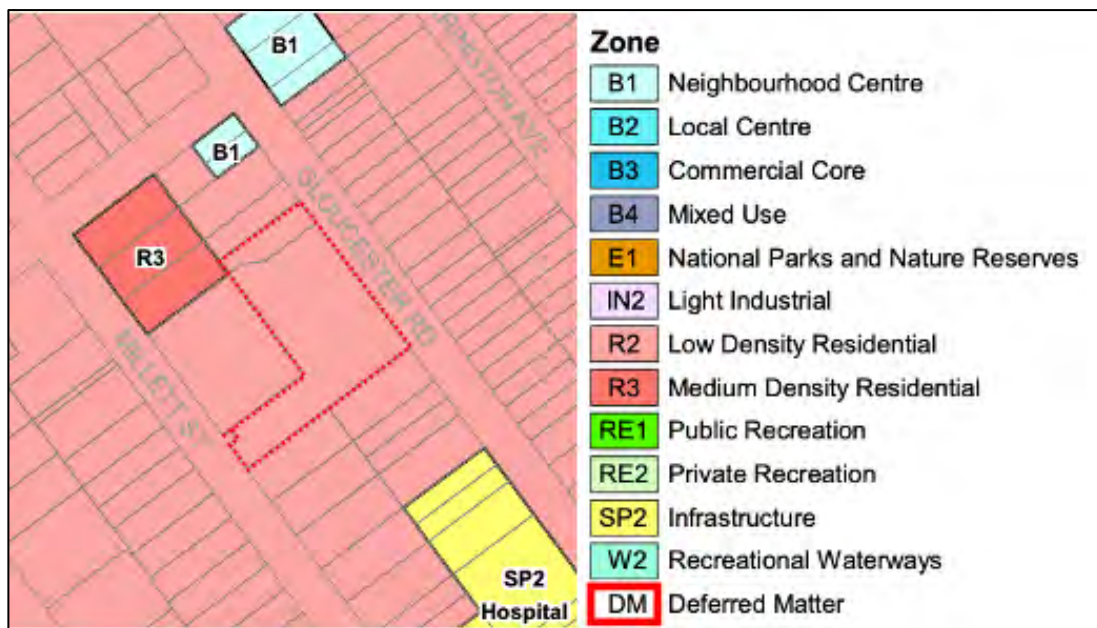 B1
RMISTON AVE
B1
GLOUCESTER RD
R3
MILLETT ST
SP2
Hospital
Zone
B1 Neighbourhood Centre
B2 Local Centre
B3 Commercial Core
B4 Mixed Use
E1 National Parks and Nature Reserves
IN2 Light Industrial
R2 Low Density Residential
R3 Medium Density Residential
RE1 Public Recreation
RE2 Private Recreation
SP2 Infrastructure
W2 Recreational Waterways
DM Deferred Matter